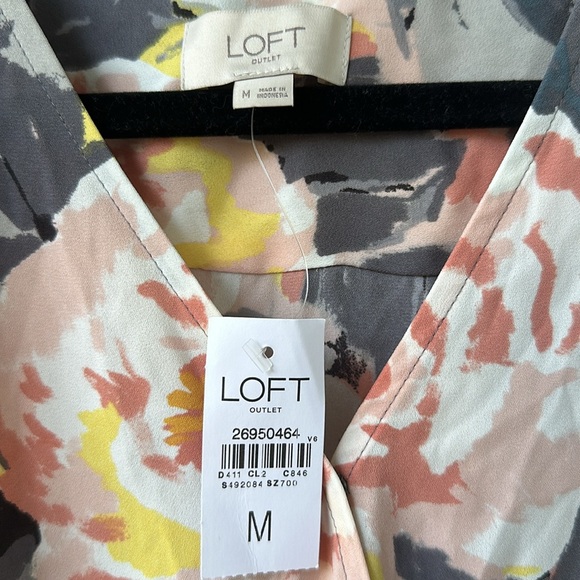 LOFT
OUTLET
M MADE IN
INDONESIA
LOFT
OUTLET
26950464 V6
D411 CL2 C846
S492084 SZ700
M